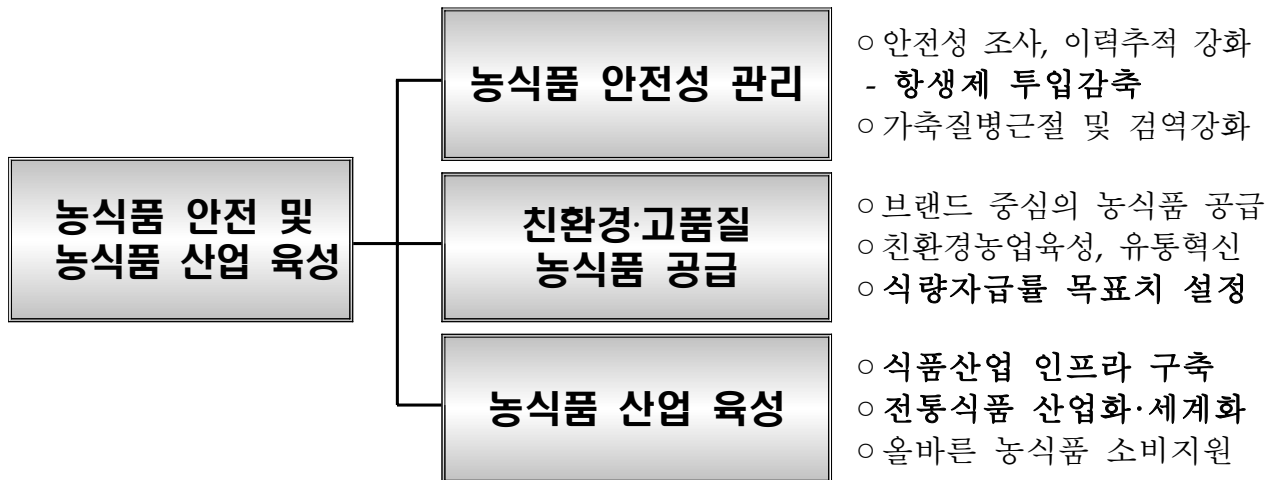 농식품 안전 및
농식품 산업 육성
농식품 안전성 관리
○ 안전성 조사, 이력추적 강화
- 항생제 투입감축
○ 가축질병근절 및 검역강화
친환경·고품질
농식품 공급
○ 브랜드 중심의 농식품 공급
○ 친환경농업육성, 유통혁신
○ 식량자급률 목표치 설정
농식품 산업 육성
○ 식품산업 인프라 구축
○ 전통식품 산업화·세계화
○ 올바른 농식품 소비지원